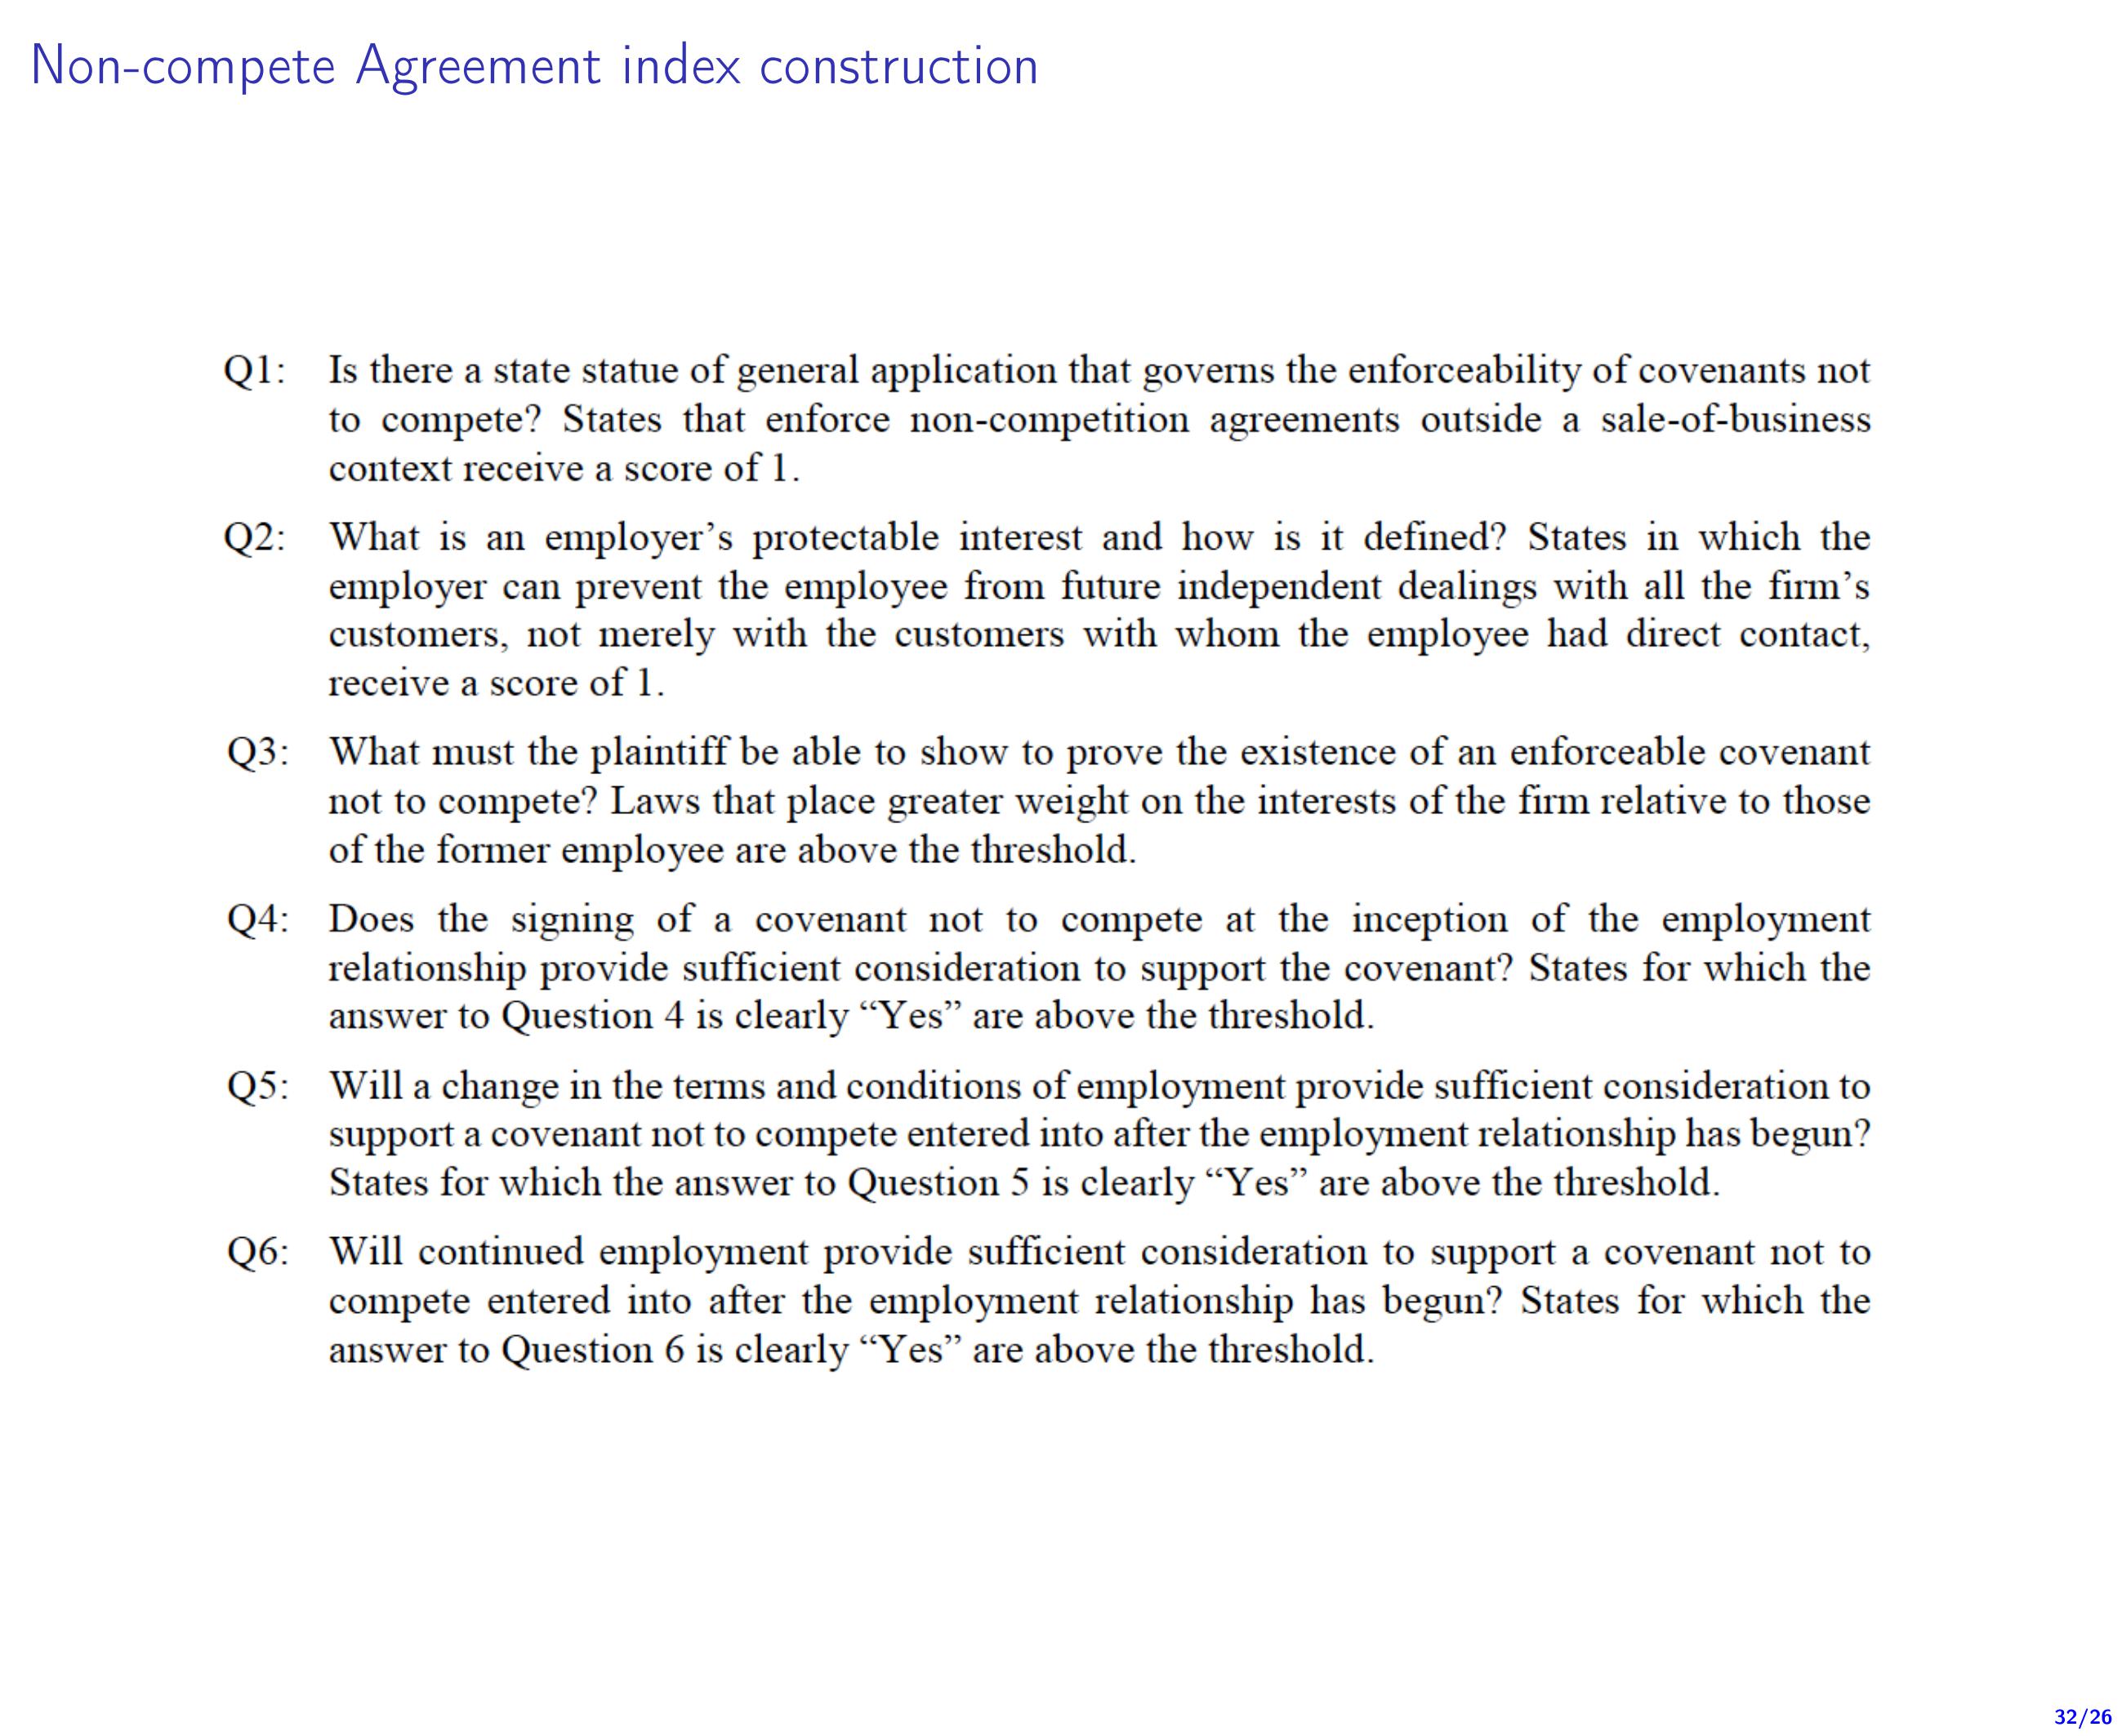 Non-compete Agreement index construction
Q1: Is there a state statue of general application that governs the enforceability of covenants not
to compete? States that enforce non-competition agreements outside a sale-of-business
context receive a score of 1.
Q2: What is an employer’s protectable interest and how is it defined? States in which the
employer can prevent the employee from future independent dealings with all the firm’s
customers, not merely with the customers with whom the employee had direct contact,
receive a score of 1.
Q3: What must the plaintiff be able to show to prove the existence of an enforceable covenant
not to compete? Laws that place greater weight on the interests of the firm relative to those
of the former employee are above the threshold.
Q4: Does the signing of a covenant not to compete at the inception of the employment
relationship provide sufficient consideration to support the covenant? States for which the
answer to Question 4 is clearly “Yes” are above the threshold.
Q5: Will a change in the terms and conditions of employment provide sufficient consideration to
support a covenant not to compete entered into after the employment relationship has begun?
States for which the answer to Question 5 is clearly “Yes” are above the threshold.
Q6: Will continued employment provide sufficient consideration to support a covenant not to
compete entered into after the employment relationship has begun? States for which the
answer to Question 6 is clearly “Yes” are above the threshold.
32/26